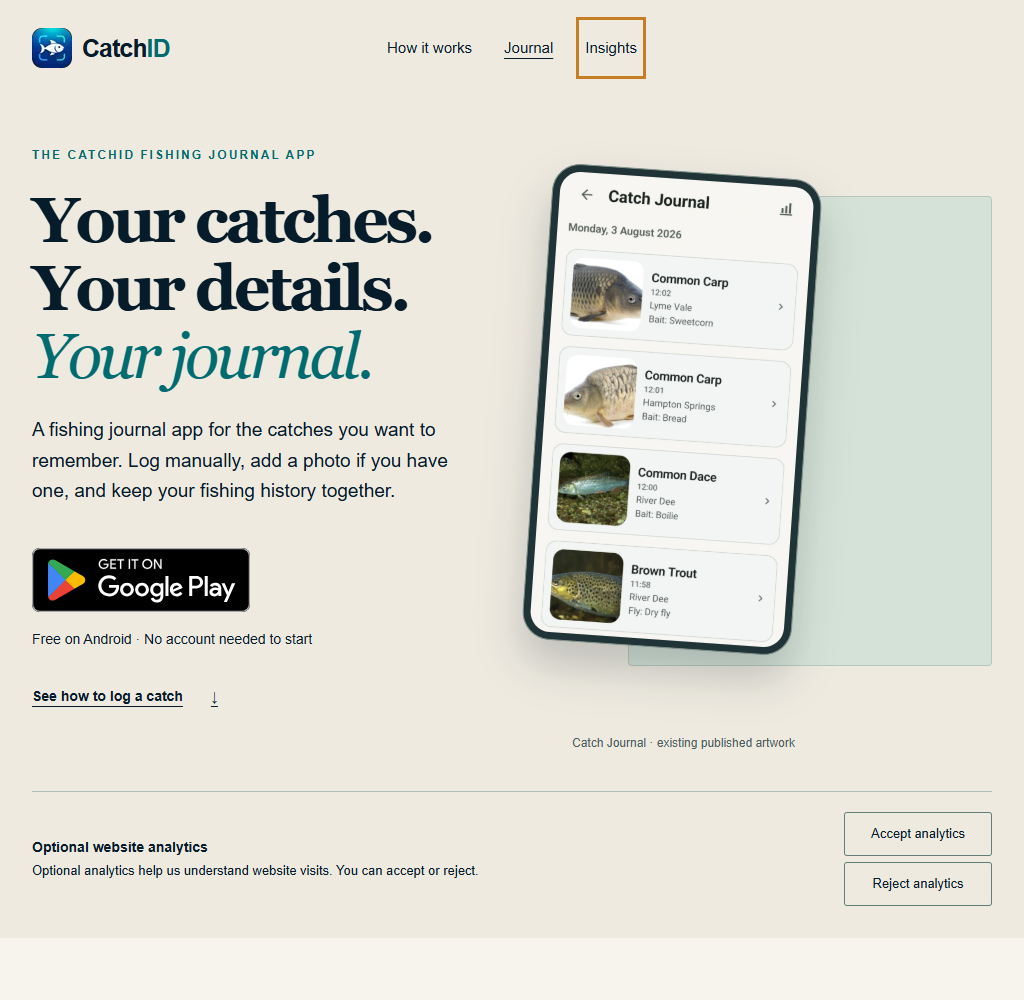 CatchID
How it works
Journal
Insights
THE CATCHID FISHING JOURNAL APP
Your catches.
Your details.
Your journal.
A fishing journal app for the catches you want to
remember. Log manually, add a photo if you have
one, and keep your fishing history together.
GET IT ON
Google Play
Free on Android · No account needed to start
See how to log a catch ↓
Catch Journal
Monday, 3 August 2026
Common Carp
12:02
Lyme Vale
Bait: Sweetcorn
Common Carp
12:01
Hampton Springs
Bait: Bread
Common Dace
12:00
River Dee
Bait: Boilie
Brown Trout
11:58
River Dee
Fly: Dry fly
Catch Journal · existing published artwork
Optional website analytics
Optional analytics help us understand website visits. You can accept or reject.
Accept analytics
Reject analytics